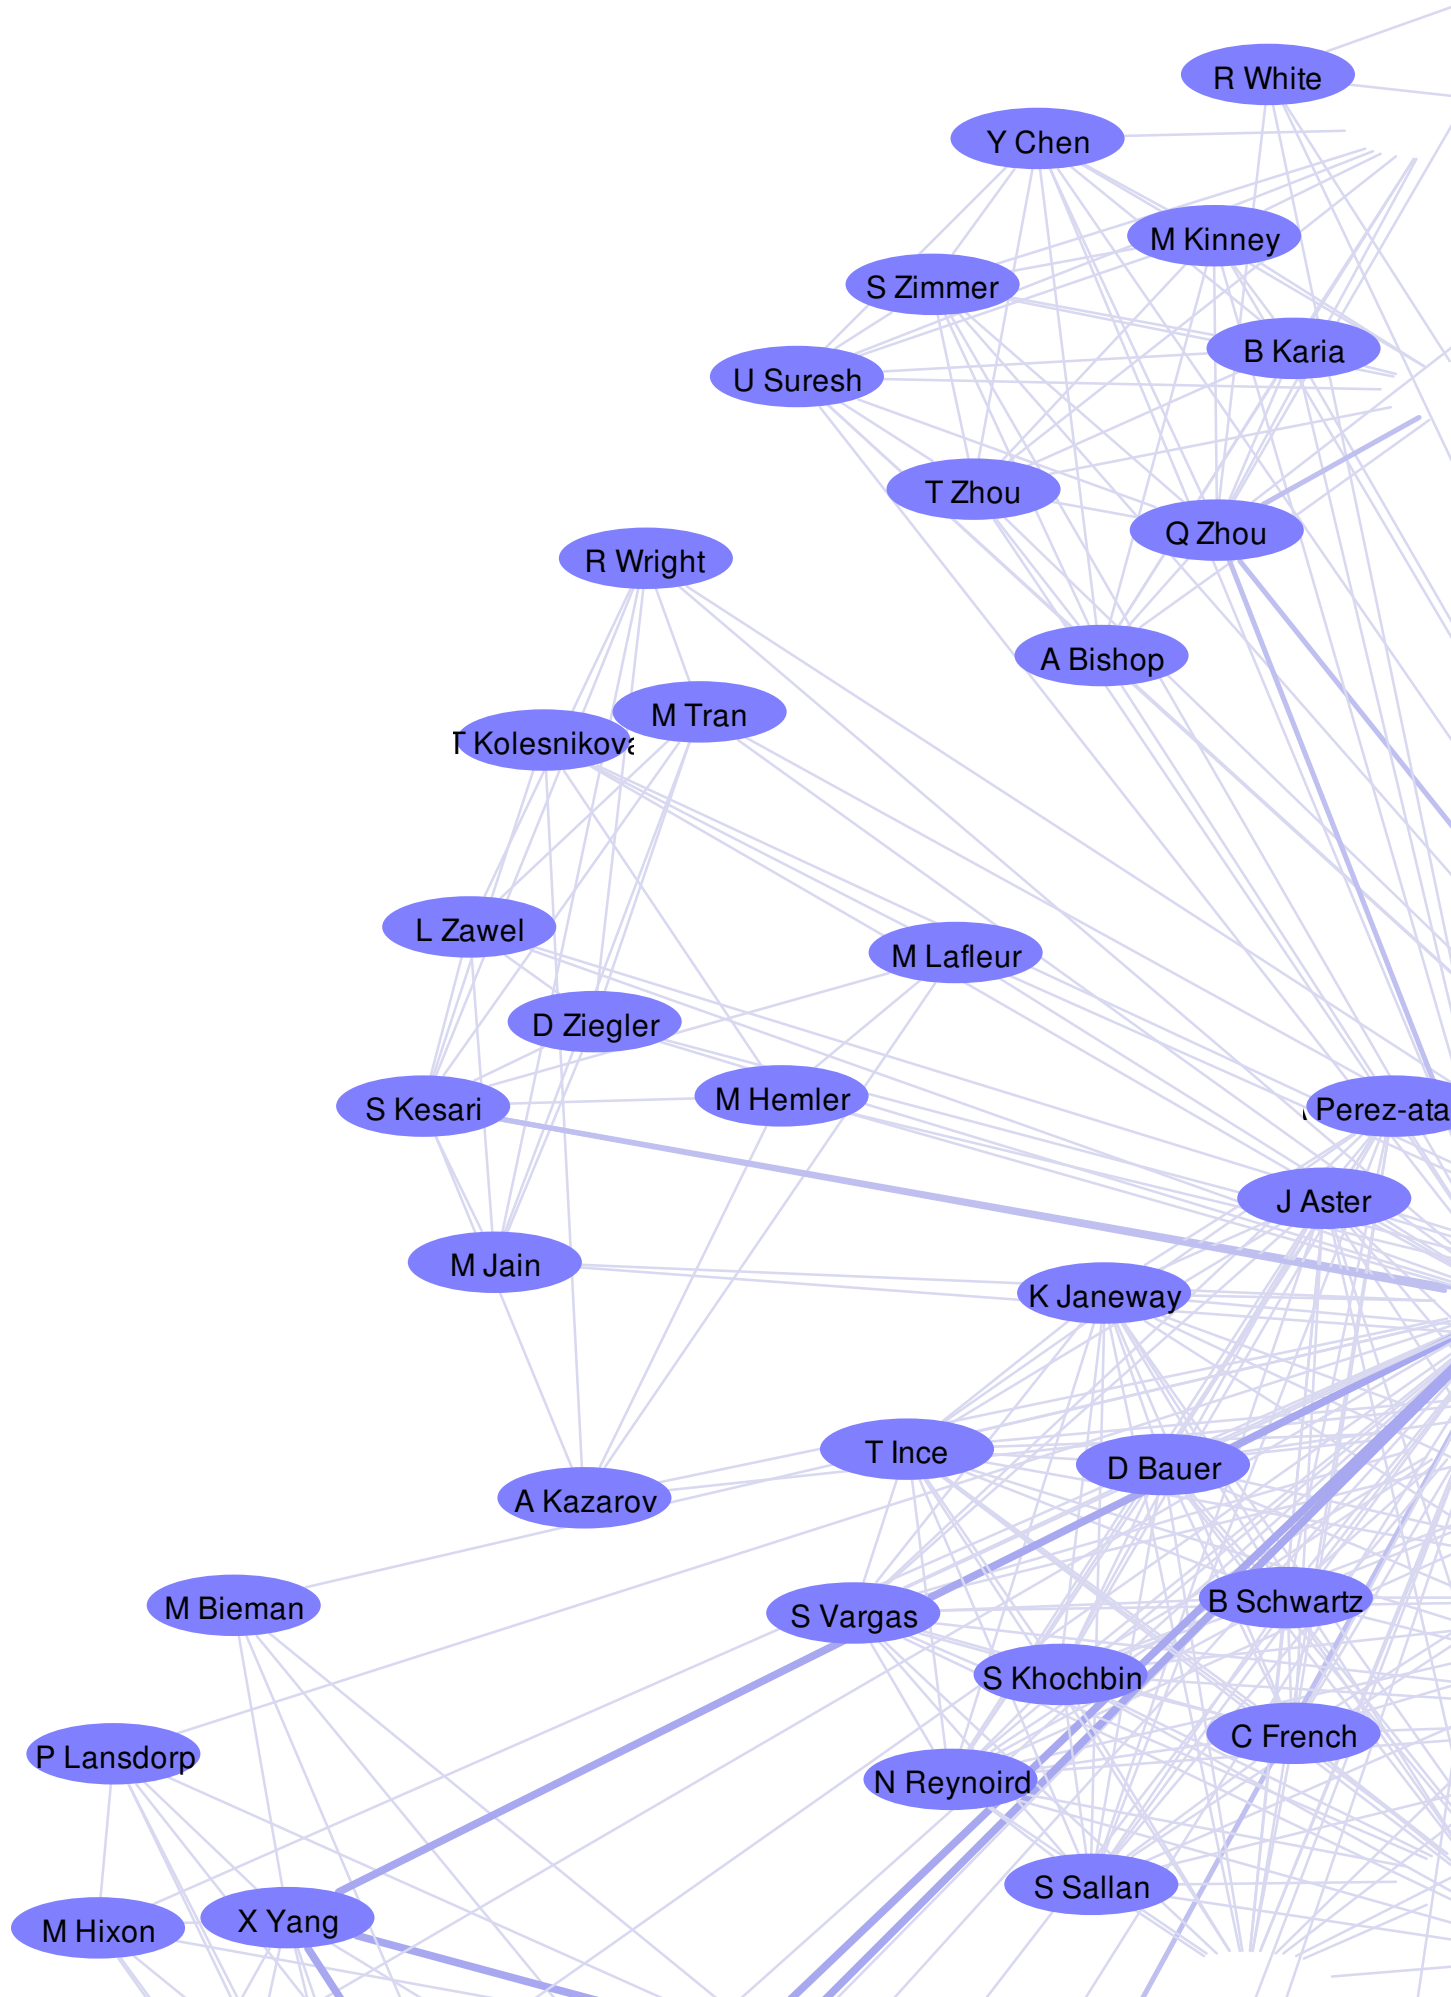 R White
Y Chen
M Kinney
S Zimmer
B Karia
U Suresh
T Zhou
Q Zhou
R Wright
A Bishop
M Tran
T Kolesnikova
L Zawel
M Lafleur
D Ziegler
M Hemler
S Kesari
Perez-ata
J Aster
M Jain
K Janeway
T Ince
D Bauer
A Kazarov
M Bieman
S Vargas
B Schwartz
S Khochbin
C French
P Lansdorp
N Reynoird
S Sallan
M Hixon
X Yang